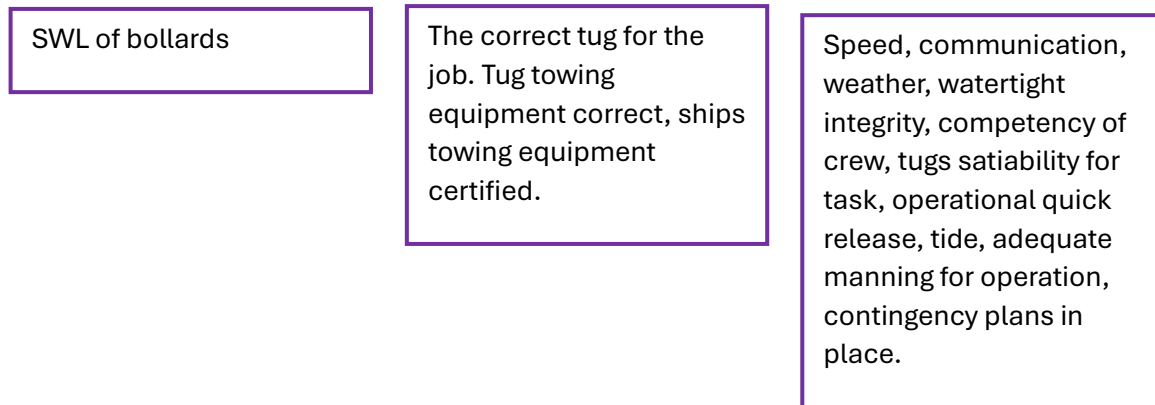 SWL of bollards
The correct tug for the
job. Tug towing
equipment correct, ships
towing equipment
certified.
Speed, communication,
weather, watertight
integrity, competency of
crew, tugs satiability for
task, operational quick
release, tide, adequate
manning for operation,
contingency plans in
place.